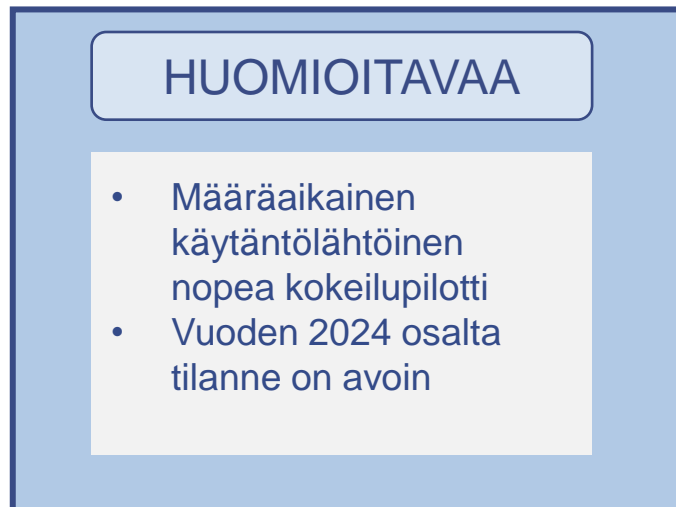 HUOMIOITAVAA
• Määräaikainen
käytäntölähtöinen
nopea kokeilupilotti
• Vuoden 2024 osalta
tilanne on avoin